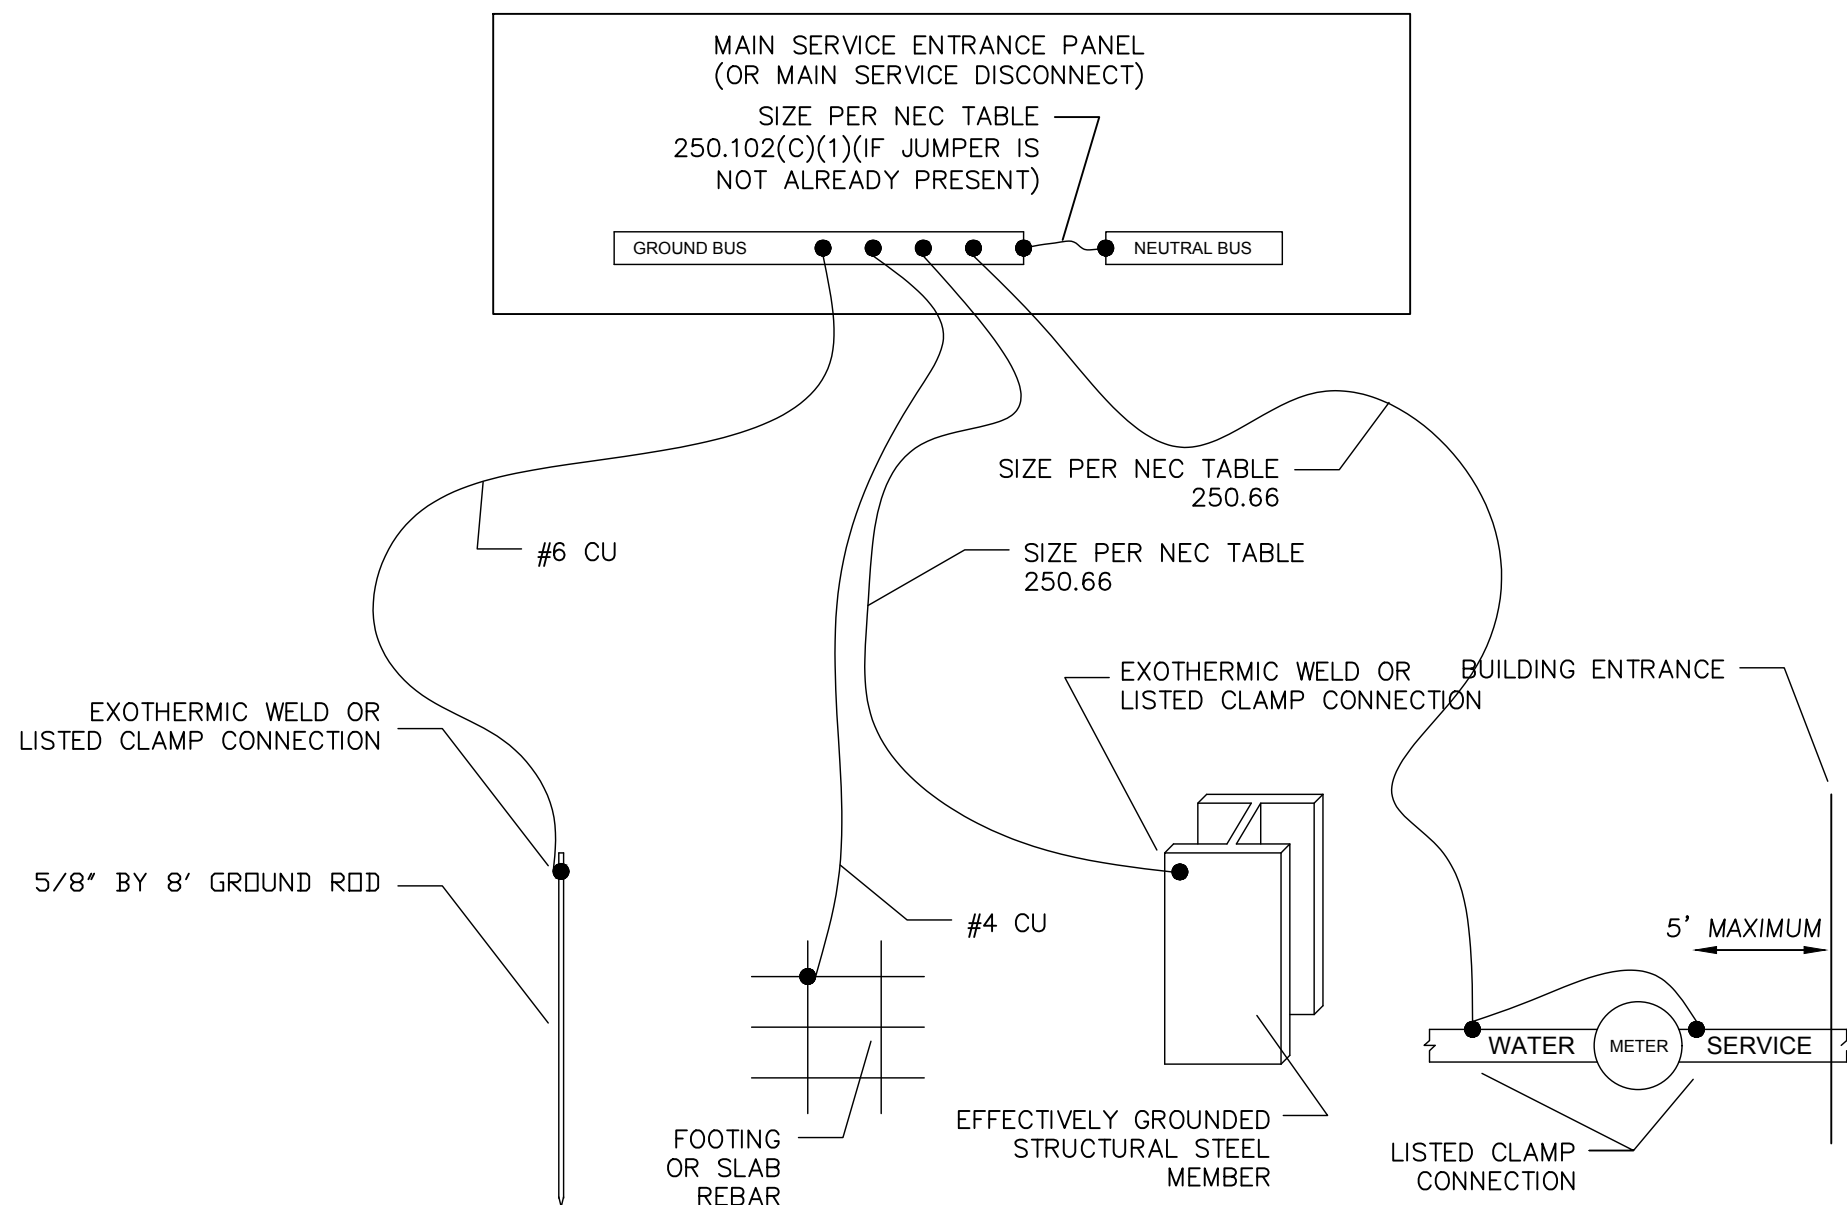 MAIN SERVICE ENTRANCE PANEL
(OR MAIN SERVICE DISCONNECT)
SIZE PER NEC TABLE
250.102(C)(1)(IF JUMPER IS
NOT ALREADY PRESENT)
GROUND BUS
NEUTRAL BUS
SIZE PER NEC TABLE
250.66
#6 CU
SIZE PER NEC TABLE
250.66
EXOTHERMIC WELD OR
LISTED CLAMP CONNECTION
BUILDING ENTRANCE
EXOTHERMIC WELD OR
LISTED CLAMP CONNECTION
5/8" BY 8' GROUND ROD
#4 CU
5' MAXIMUM
WATER
METER
SERVICE
FOOTING
OR SLAB
REBAR
EFFECTIVELY GROUNDED
STRUCTURAL STEEL
MEMBER
LISTED CLAMP
CONNECTION